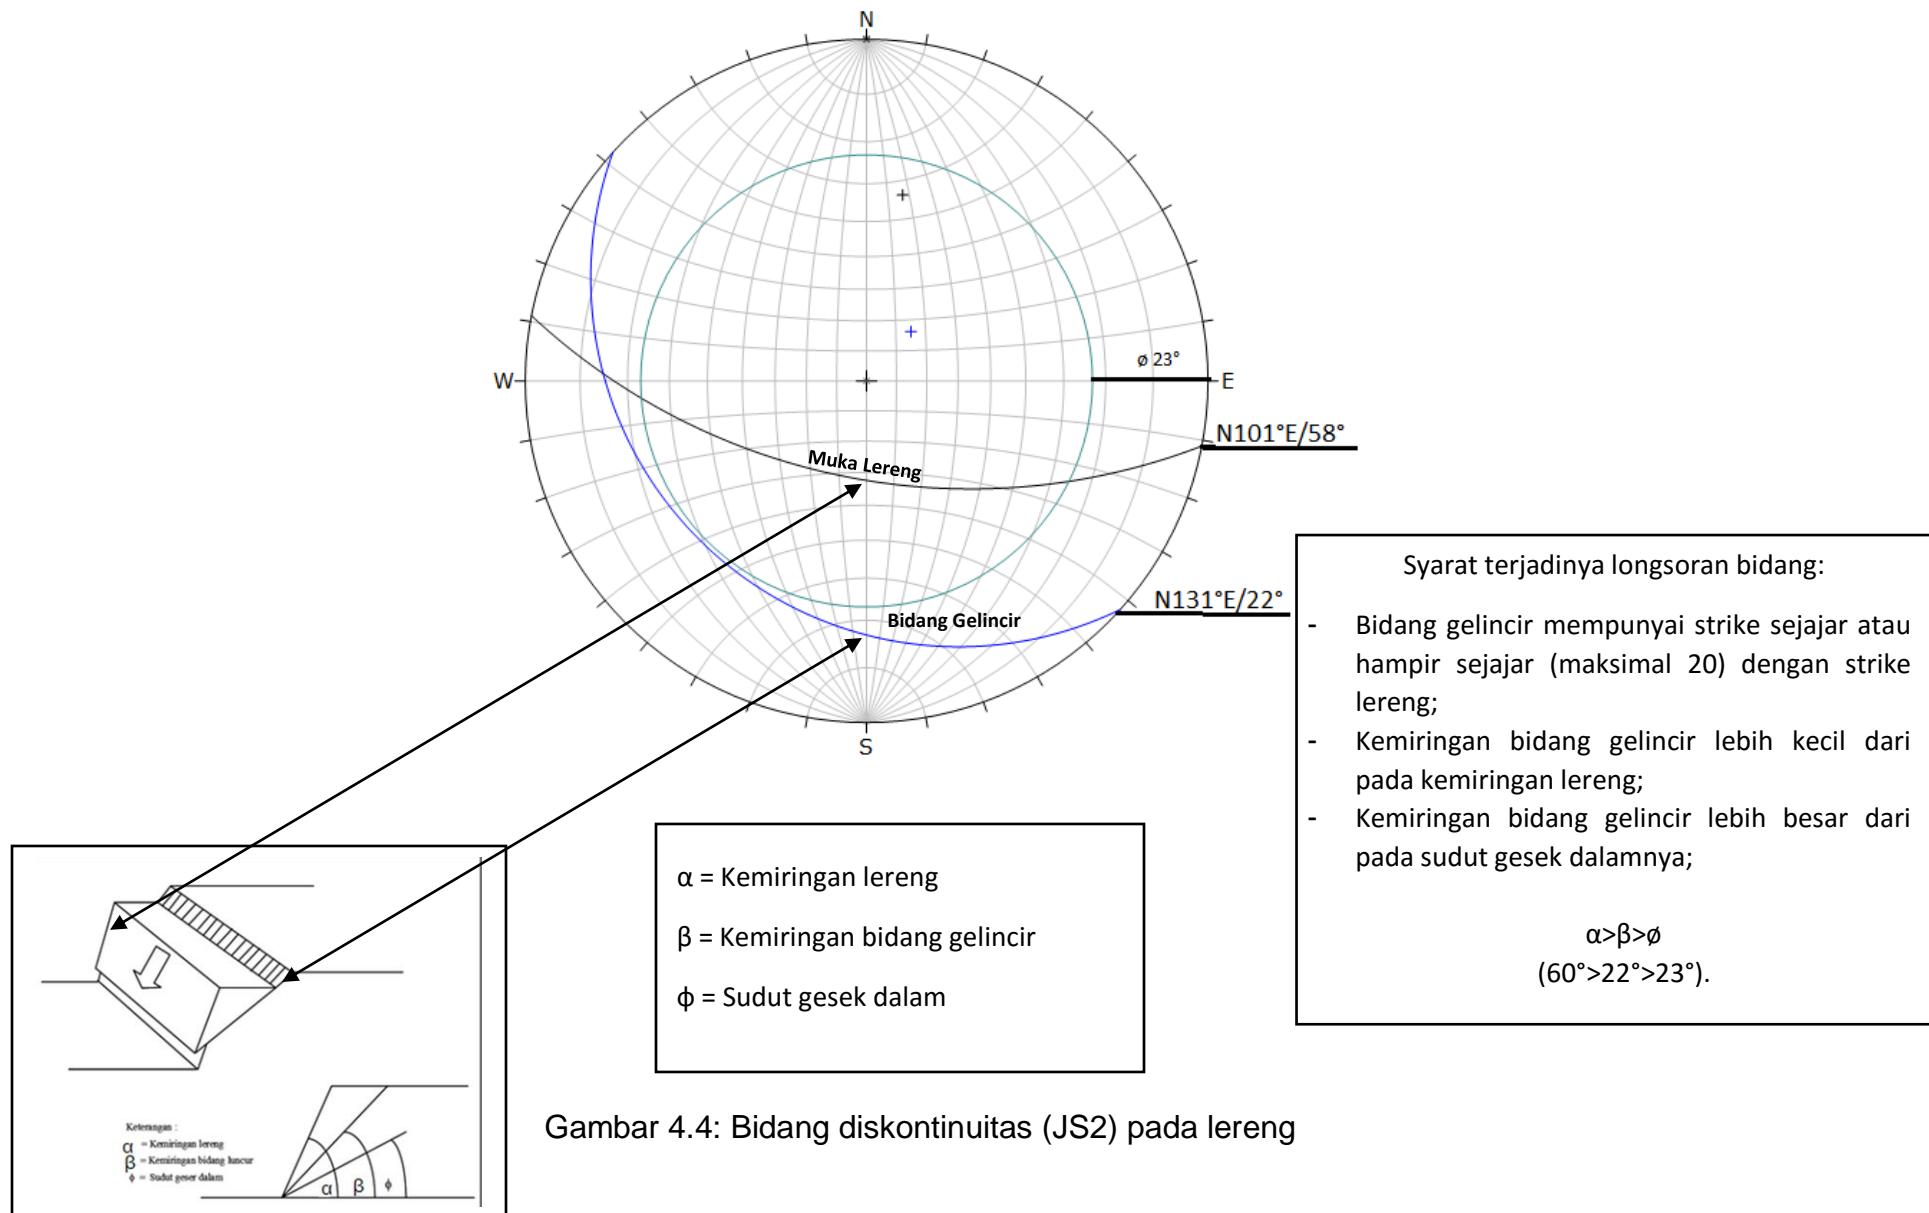 N
W
E
S
ø 23°
N101°E/58°
Muka Lereng
N131°E/22°
Bidang Gelincir
Syarat terjadinya longsoran bidang:
- Bidang gelincir mempunyai strike sejajar atau
hampir sejajar (maksimal 20) dengan strike
lereng;
- Kemiringan bidang gelincir lebih kecil dari
pada kemiringan lereng;
- Kemiringan bidang gelincir lebih besar dari
pada sudut gesek dalamnya;
α>β>ø
(60°>22°>23°).
α = Kemiringan lereng
β = Kemiringan bidang gelincir
ϕ = Sudut gesek dalam
Keterangan :
α = Kemiringan lereng
β = Kemiringan bidang luncur
ϕ = Sudut geser dalam
α β ϕ
Gambar 4.4: Bidang diskontinuitas (JS2) pada lereng